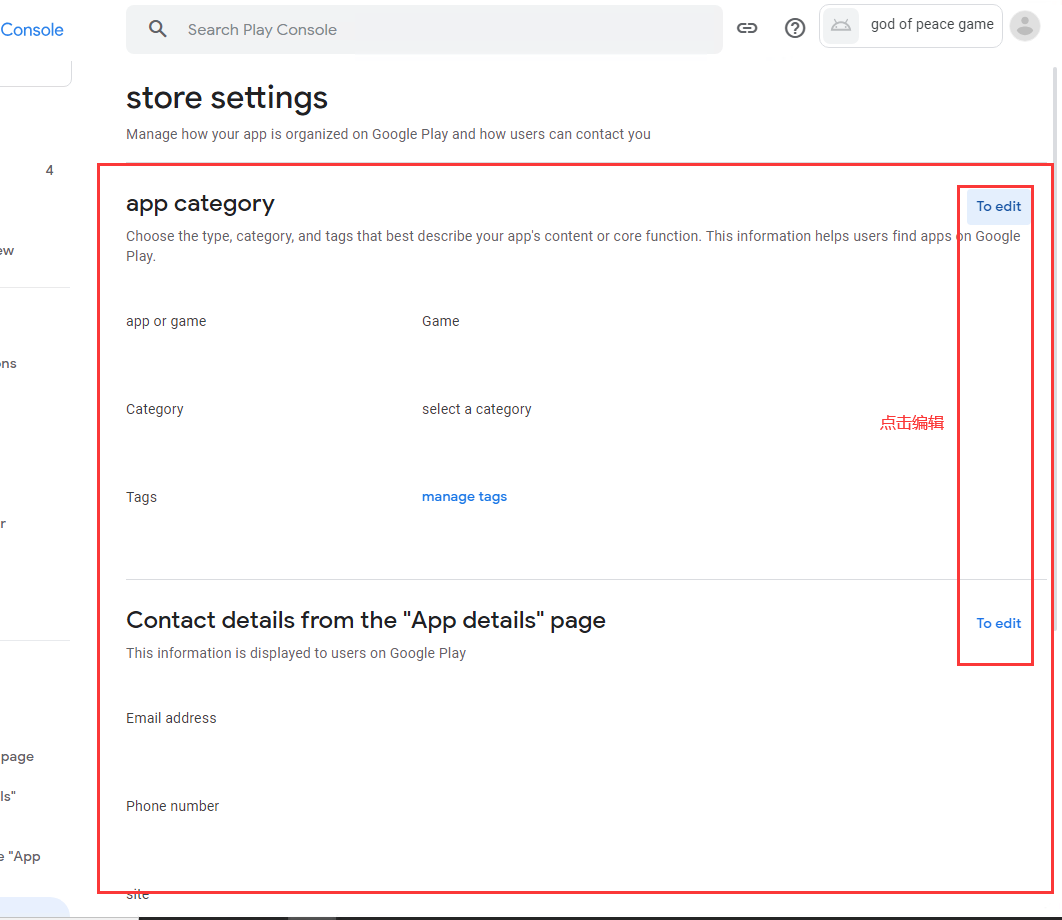 Console
Search Play Console
god of peace game
store settings
Manage how your app is organized on Google Play and how users can contact you
4
app category
To edit
Choose the type, category, and tags that best describe your app's content or core function. This information helps users find apps on Google
Play.
ew
app or game
Game
ons
Category
select a category
点击编辑
Tags
manage tags
r
Contact details from the "App details" page
To edit
This information is displayed to users on Google Play
Email address
page
ls"
Phone number
e "App
site